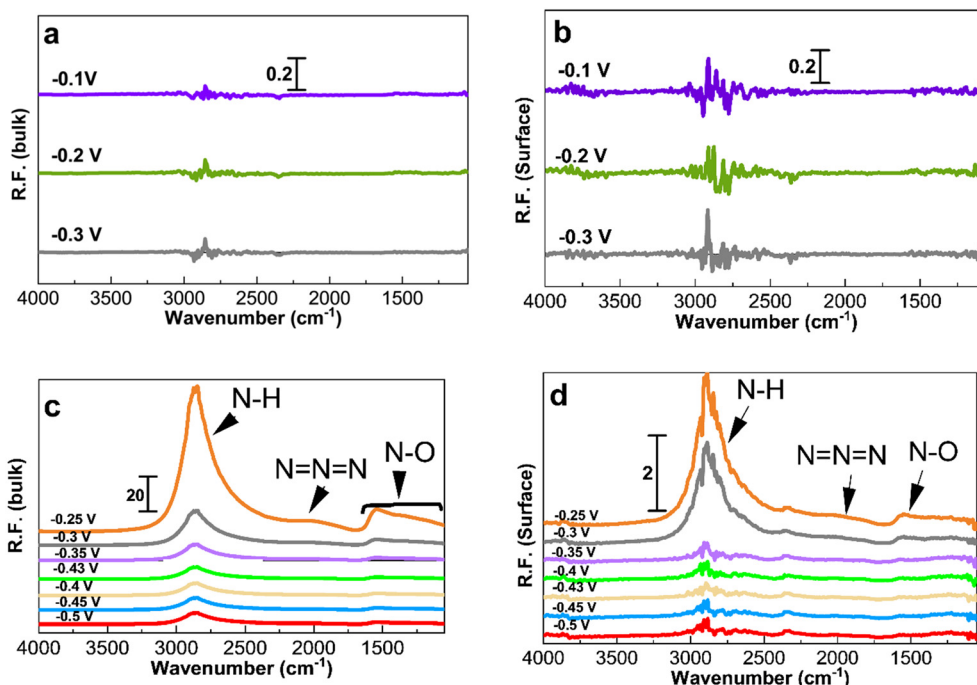 a
-0.1V
0.2
-0.2 V
-0.3 V
R.F. (bulk)
4000 3500 3000 2500 2000 1500
Wavenumber (cm⁻¹)
b
-0.1 V
0.2
-0.2 V
-0.3 V
R.F. (Surface)
4000 3500 3000 2500 2000 1500
Wavenumber (cm⁻¹)
c
N-H
N=N=N
N-O
20
-0.25 V
-0.3 V
-0.35 V
-0.43 V
-0.4 V
-0.45 V
-0.5 V
R.F. (bulk)
4000 3500 3000 2500 2000 1500
Wavenumber (cm⁻¹)
d
N-H
N=N=N
N-O
2
-0.25 V
-0.3 V
-0.35 V
-0.4 V
-0.43 V
-0.45 V
-0.5 V
R.F. (Surface)
4000 3500 3000 2500 2000 1500
Wavenumber (cm⁻¹)